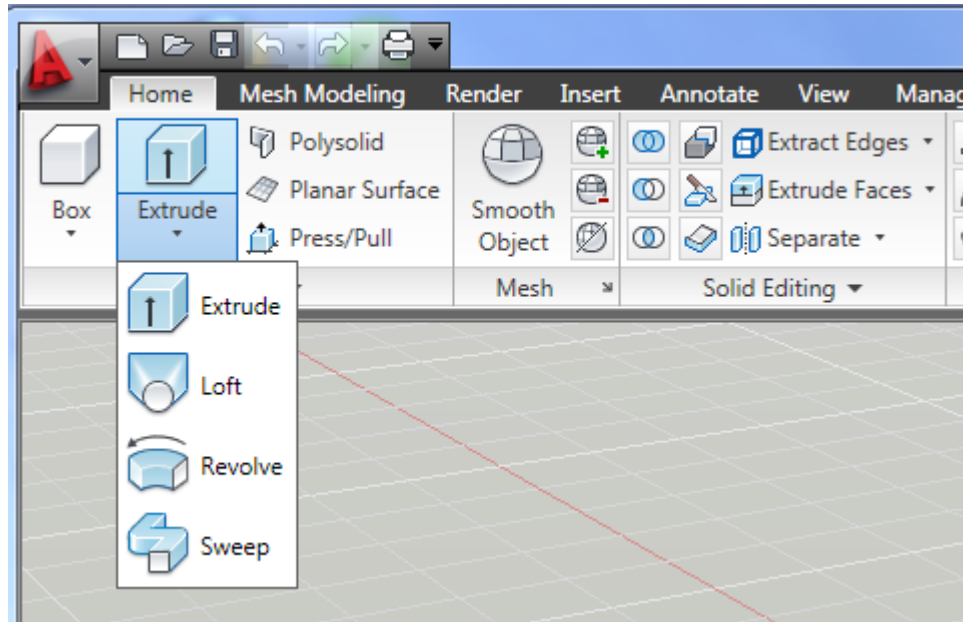 Home Mesh Modeling Render Insert Annotate View Manag
Box
Extrude
Polysolid
Planar Surface
Press/Pull
Smooth
Object
Extract Edges
Extrude Faces
Separate
Mesh
Solid Editing
Extrude
Loft
Revolve
Sweep